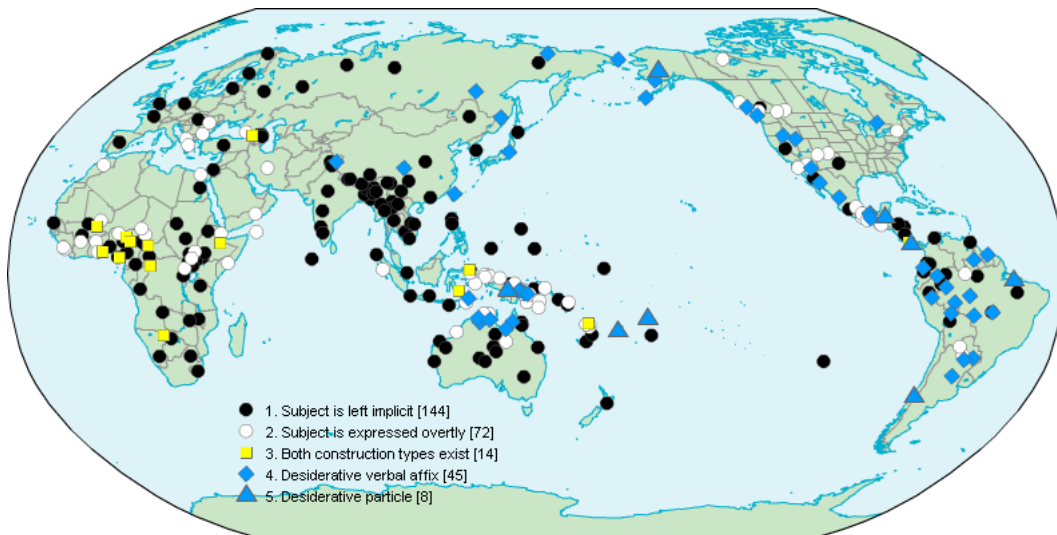 1. Subject is left implicit [144]
2. Subject is expressed overtly [72]
3. Both construction types exist [14]
4. Desiderative verbal affix [45]
5. Desiderative particle [8]